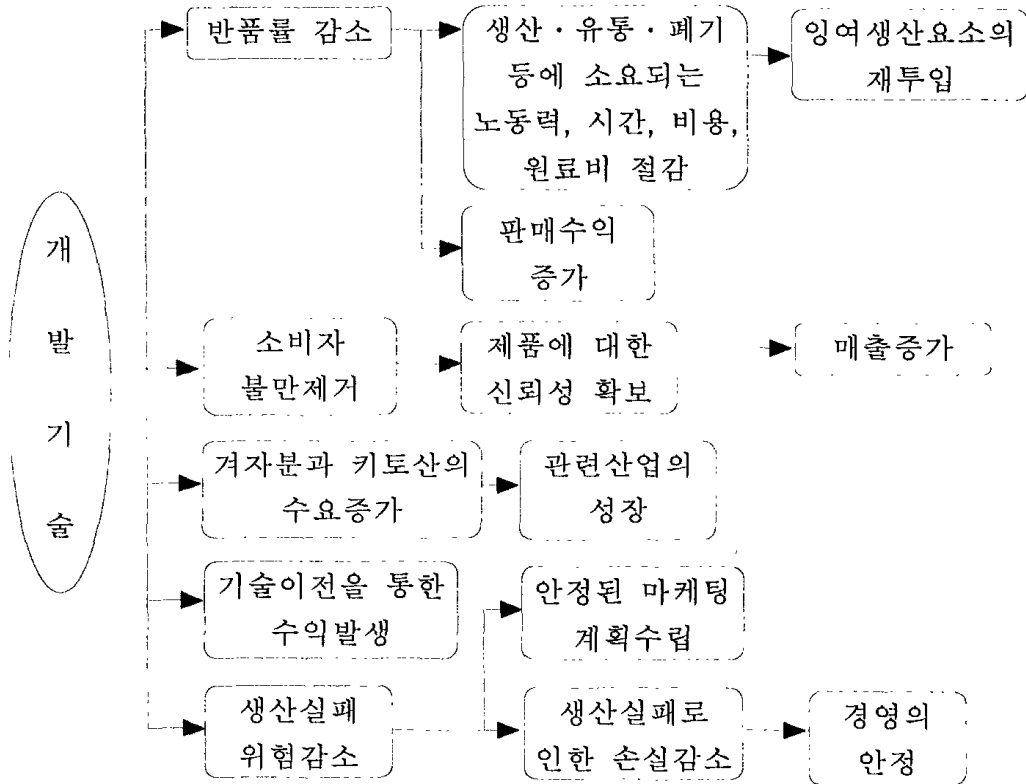 개
발
기
술
반품률 감소
생산·유통·폐기
등에 소요되는
노동력, 시간, 비용,
원료비 절감
잉여생산요소의
재투입
판매수익
증가
소비자
불만제거
제품에 대한
신뢰성 확보
매출증가
겨자분과 키토산의
수요증가
관련산업의
성장
기술이전을 통한
수익발생
안정된 마케팅
계획수립
생산실패
위험감소
생산실패로
인한 손실감소
경영의
안정